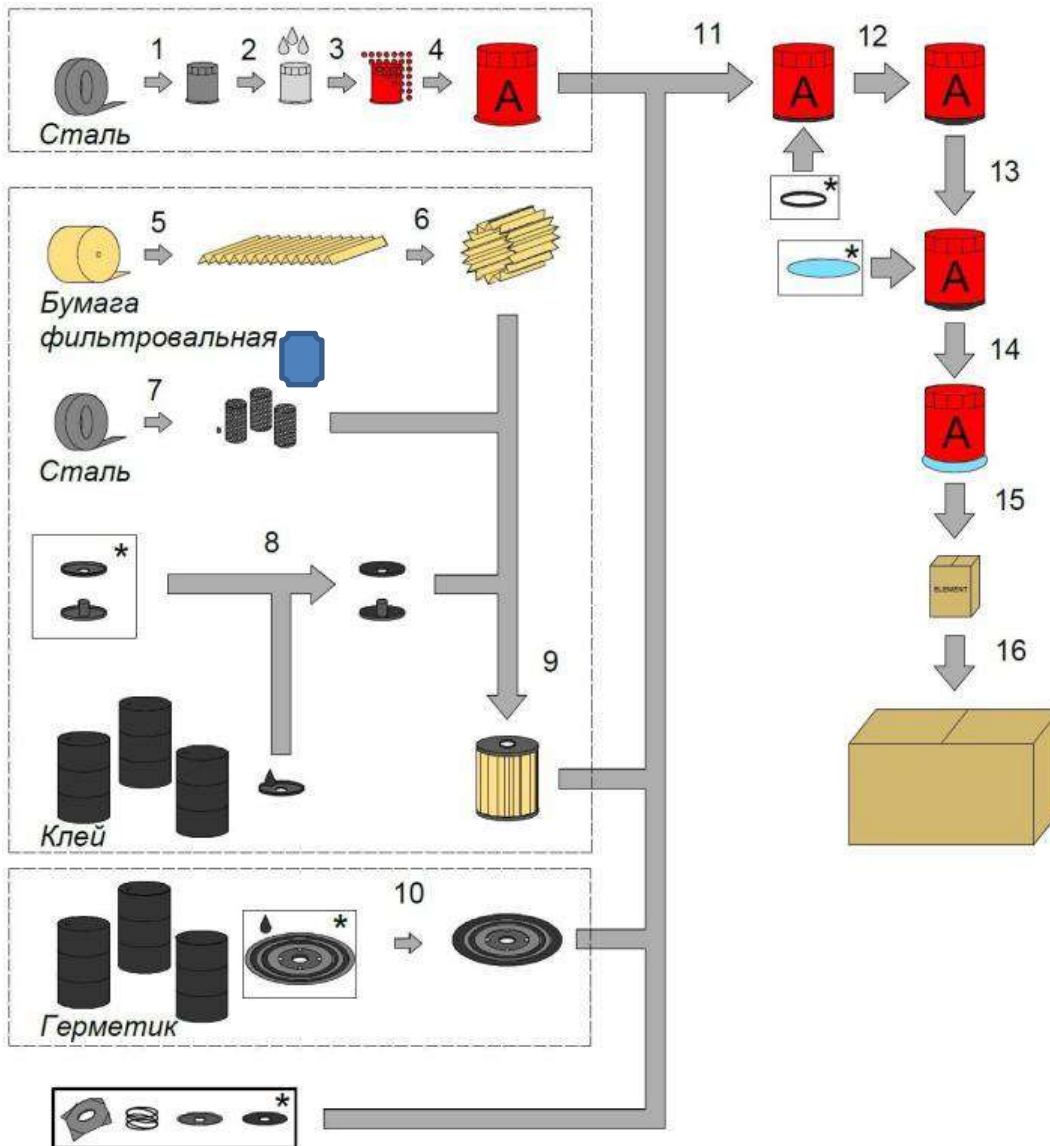 1 2 3 4
A
Сталь
11
A
12
A
13
*
*
A
5 6
Бумага
фильтровальная
14
A
7
Сталь
15
*
8
ELEMENT
16
9
Клей
10
*
Герметик
*